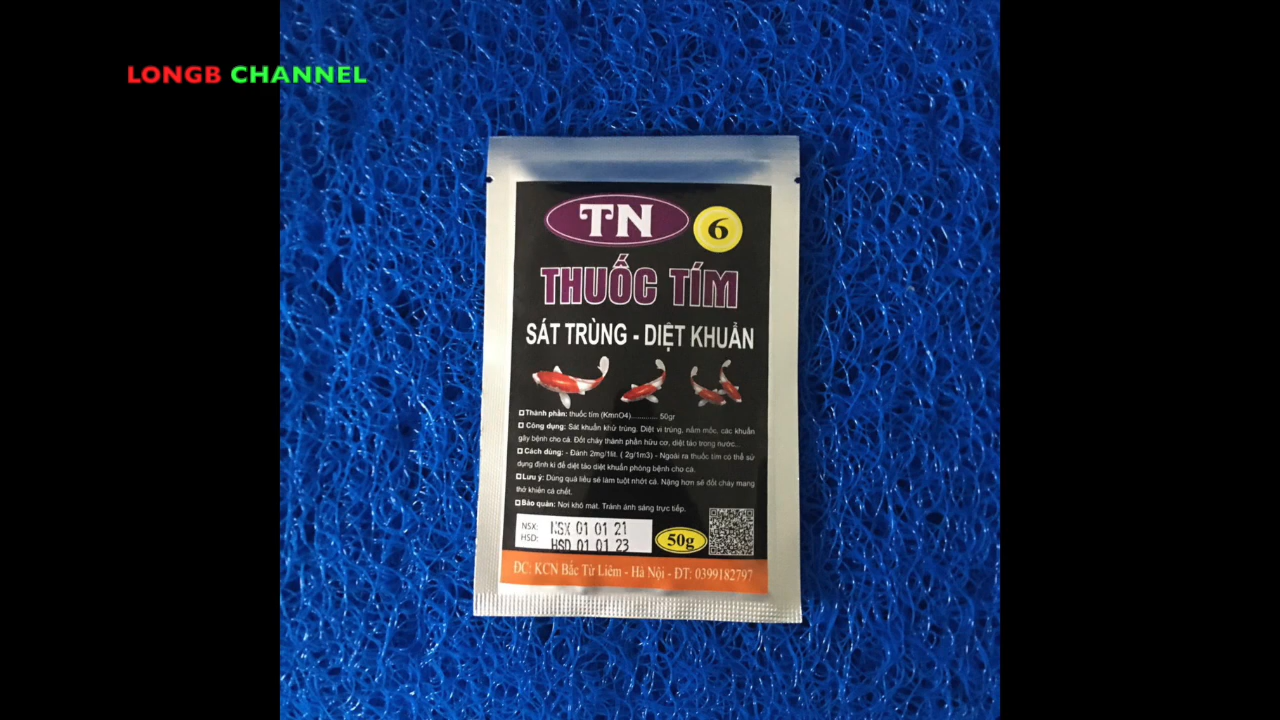 LONGB CHANNEL
TN
6
THUỐC TÍM
SÁT TRÙNG - DIỆT KHUẨN
Thành phần: thuốc tím (KmnO4)............ 50gr
Công dụng: Sát khuẩn khử trùng. Diệt vi trùng, nấm mốc, các khuẩn
gây bệnh cho cá. Đốt cháy thành phần hữu cơ, diệt tảo trong nước...
Cách dùng: - Đánh 2mg/1lit. ( 2g/1m3) - Ngoài ra thuốc tím có thể sử
dụng định kì để diệt tảo diệt khuẩn phòng bệnh cho cá.
Lưu ý: Dùng quá liều sẽ làm tuột nhớt cá. Nặng hơn sẽ đốt cháy mang
thở khiến cá chết.
Bảo quản: Nơi khô mát. Tránh ánh sáng trực tiếp.
NSX: NSX 01 01 21
HSD: HSD 01 01 23
50g
ĐC: KCN Bắc Từ Liêm - Hà Nội - ĐT: 0399182797